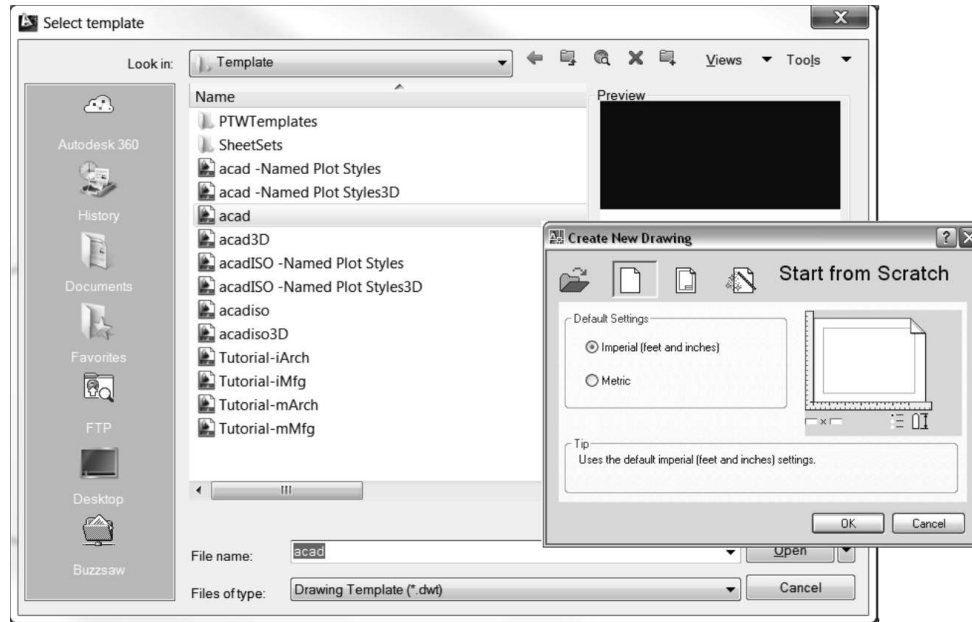 Select template
X
Look in: Template Views Tools
Autodesk 360
History
Documents
Favorites
FTP
Desktop
Buzzsaw
Name
PTWTemplates
SheetSets
acad -Named Plot Styles
acad -Named Plot Styles3D
acad
acad3D
acadISO -Named Plot Styles
acadISO -Named Plot Styles3D
acadiso
acadiso3D
Tutorial-iArch
Tutorial-iMfg
Tutorial-mArch
Tutorial-mMfg
Preview
File name: acad Open
Files of type: Drawing Template (*.dwt) Cancel
Create New Drawing ? X
Start from Scratch
Default Settings
Imperial (feet and inches)
Metric
Tip
Uses the default imperial (feet and inches) settings.
OK Cancel